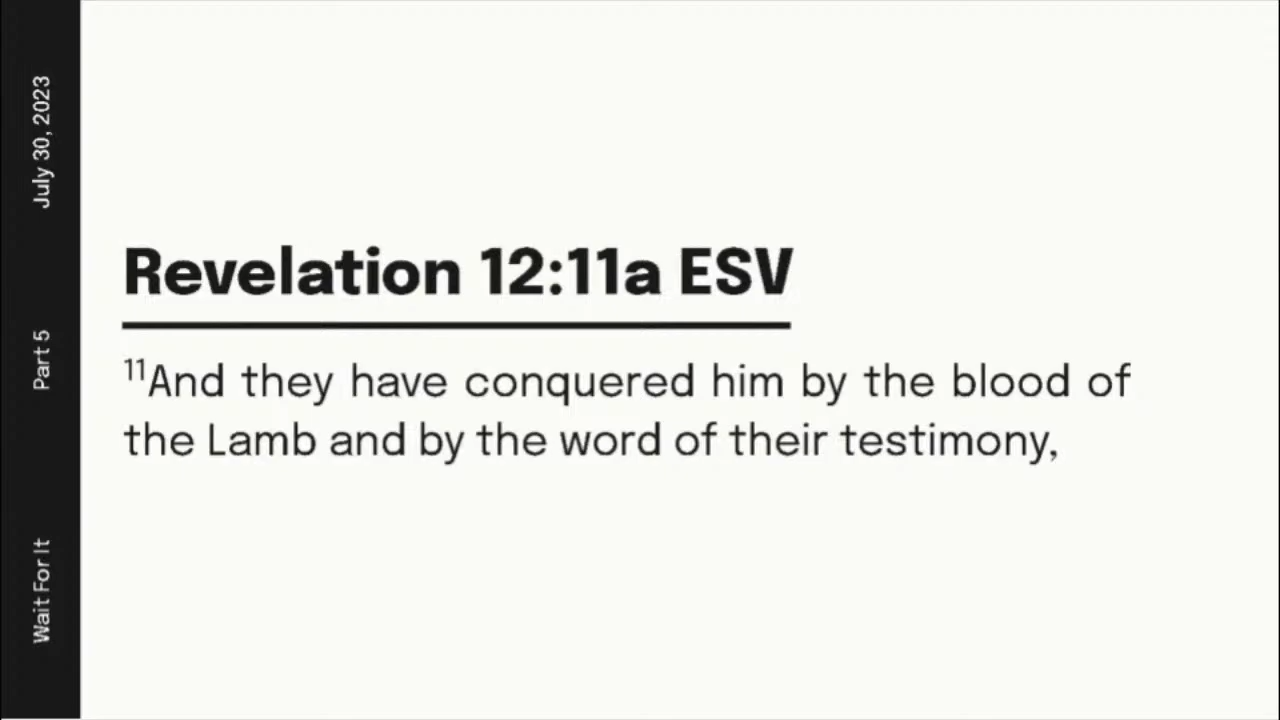 July 30, 2023
Part 5
Wait For It
Revelation 12:11a ESV
¹¹And they have conquered him by the blood of
the Lamb and by the word of their testimony,